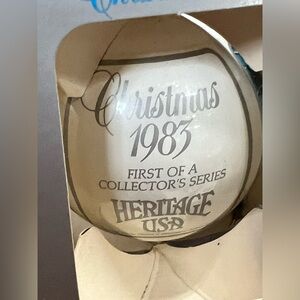 Christmas
1983
FIRST OF A
COLLECTOR'S SERIES
HERITAGE
USA